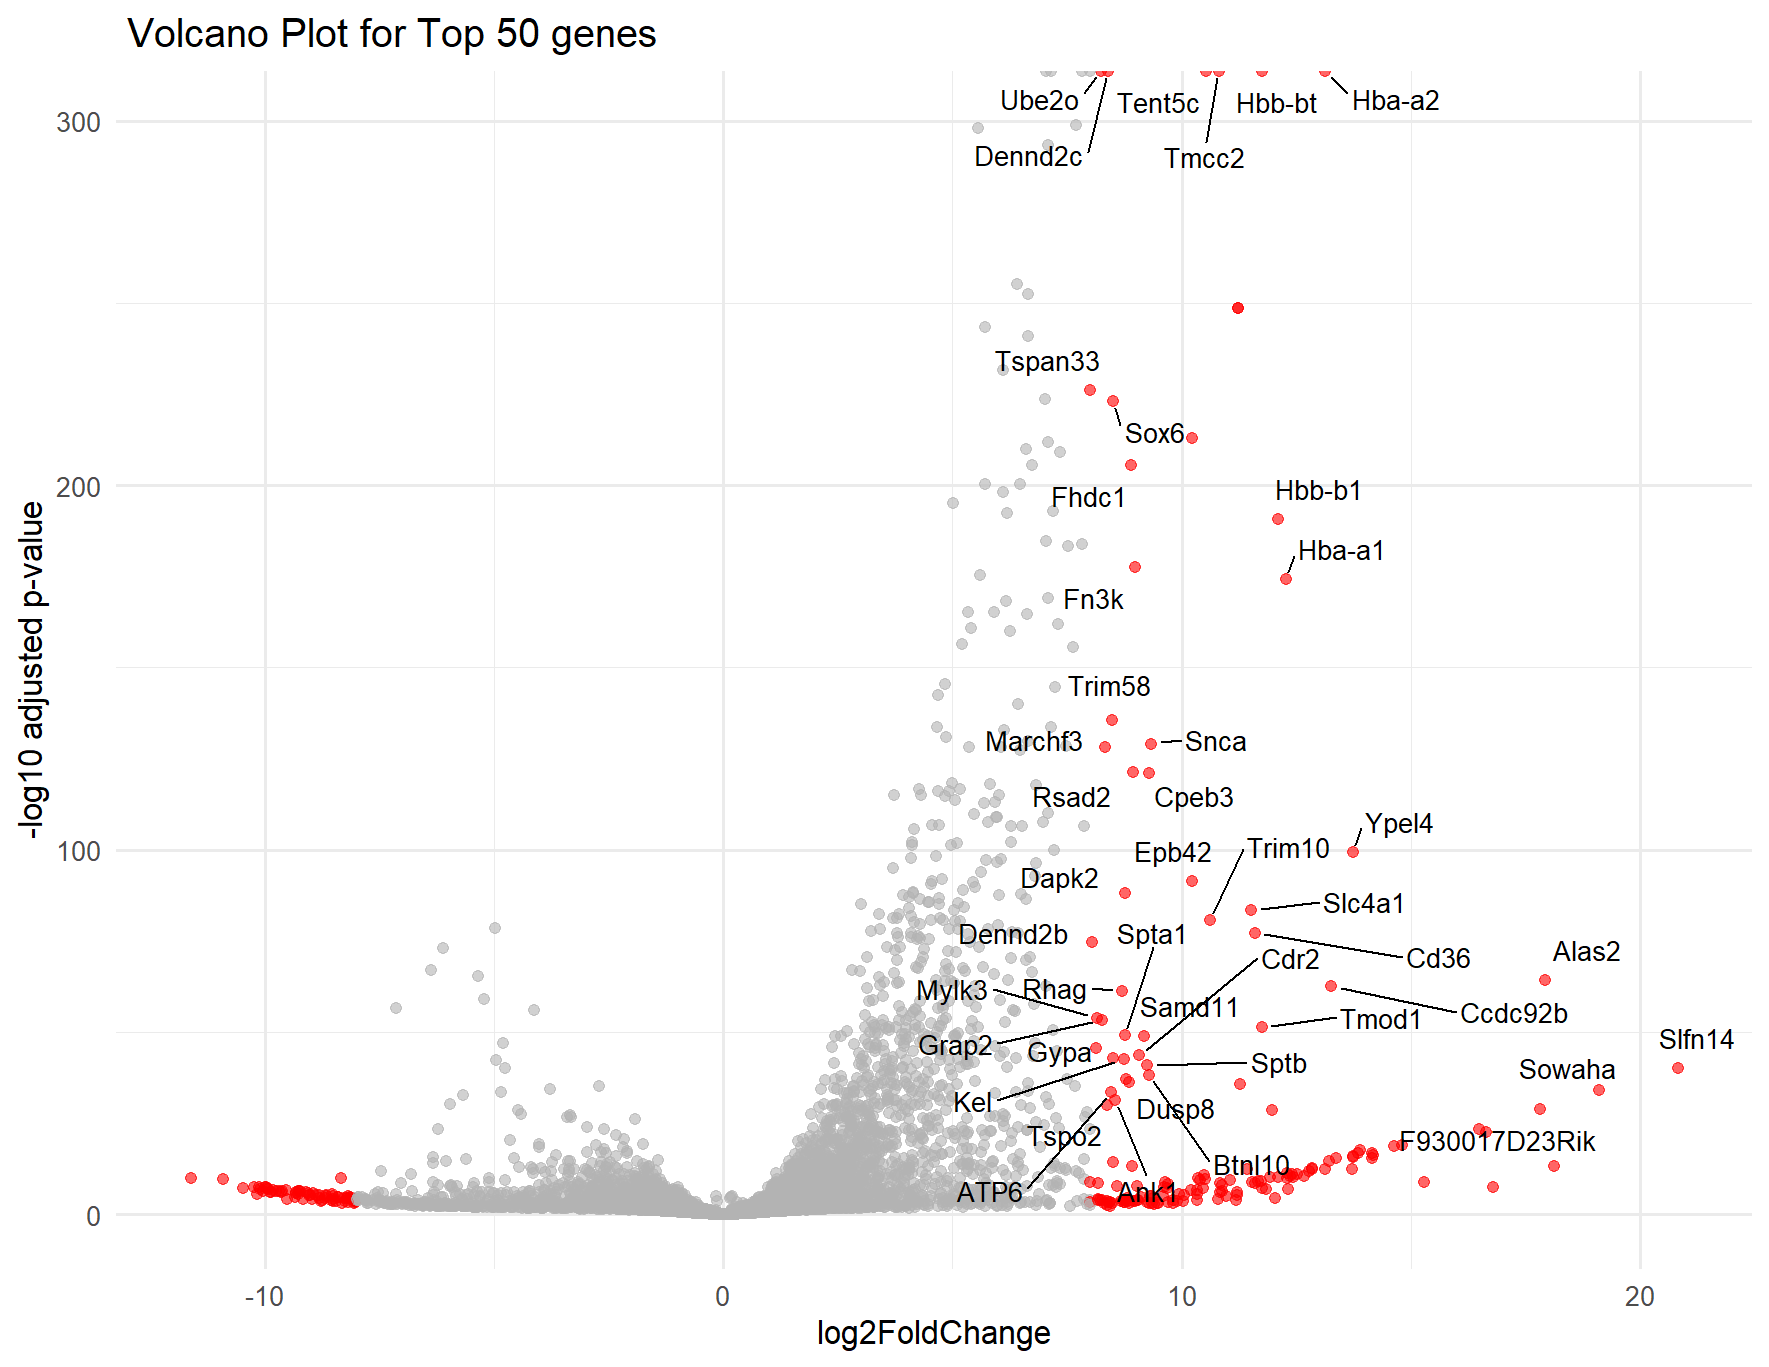 Volcano Plot for Top 50 genes
Ube2o
Tent5c
Hbb-bt
Hba-a2
300
Dennd2c
Tmcc2
Tspan33
Sox6
200
Hbb-b1
Fhdc1
Hba-a1
Fn3k
Trim58
Marchf3
Snca
Rsad2
Cpeb3
Ypel4
100
Epb42
Trim10
Dapk2
Slc4a1
Dennd2b
Spta1
Alas2
Cdr2
Cd36
Mylk3
Rhag
Samd11
Ccdc92b
Tmod1
Slfn14
Grap2
Gypa
Sptb
Sowaha
Kel
Dusp8
Tspo2
F930017D23Rik
Btnl10
ATP6
Ank1
0
-10
0
10
20
log2FoldChange
-log10 adjusted p-value